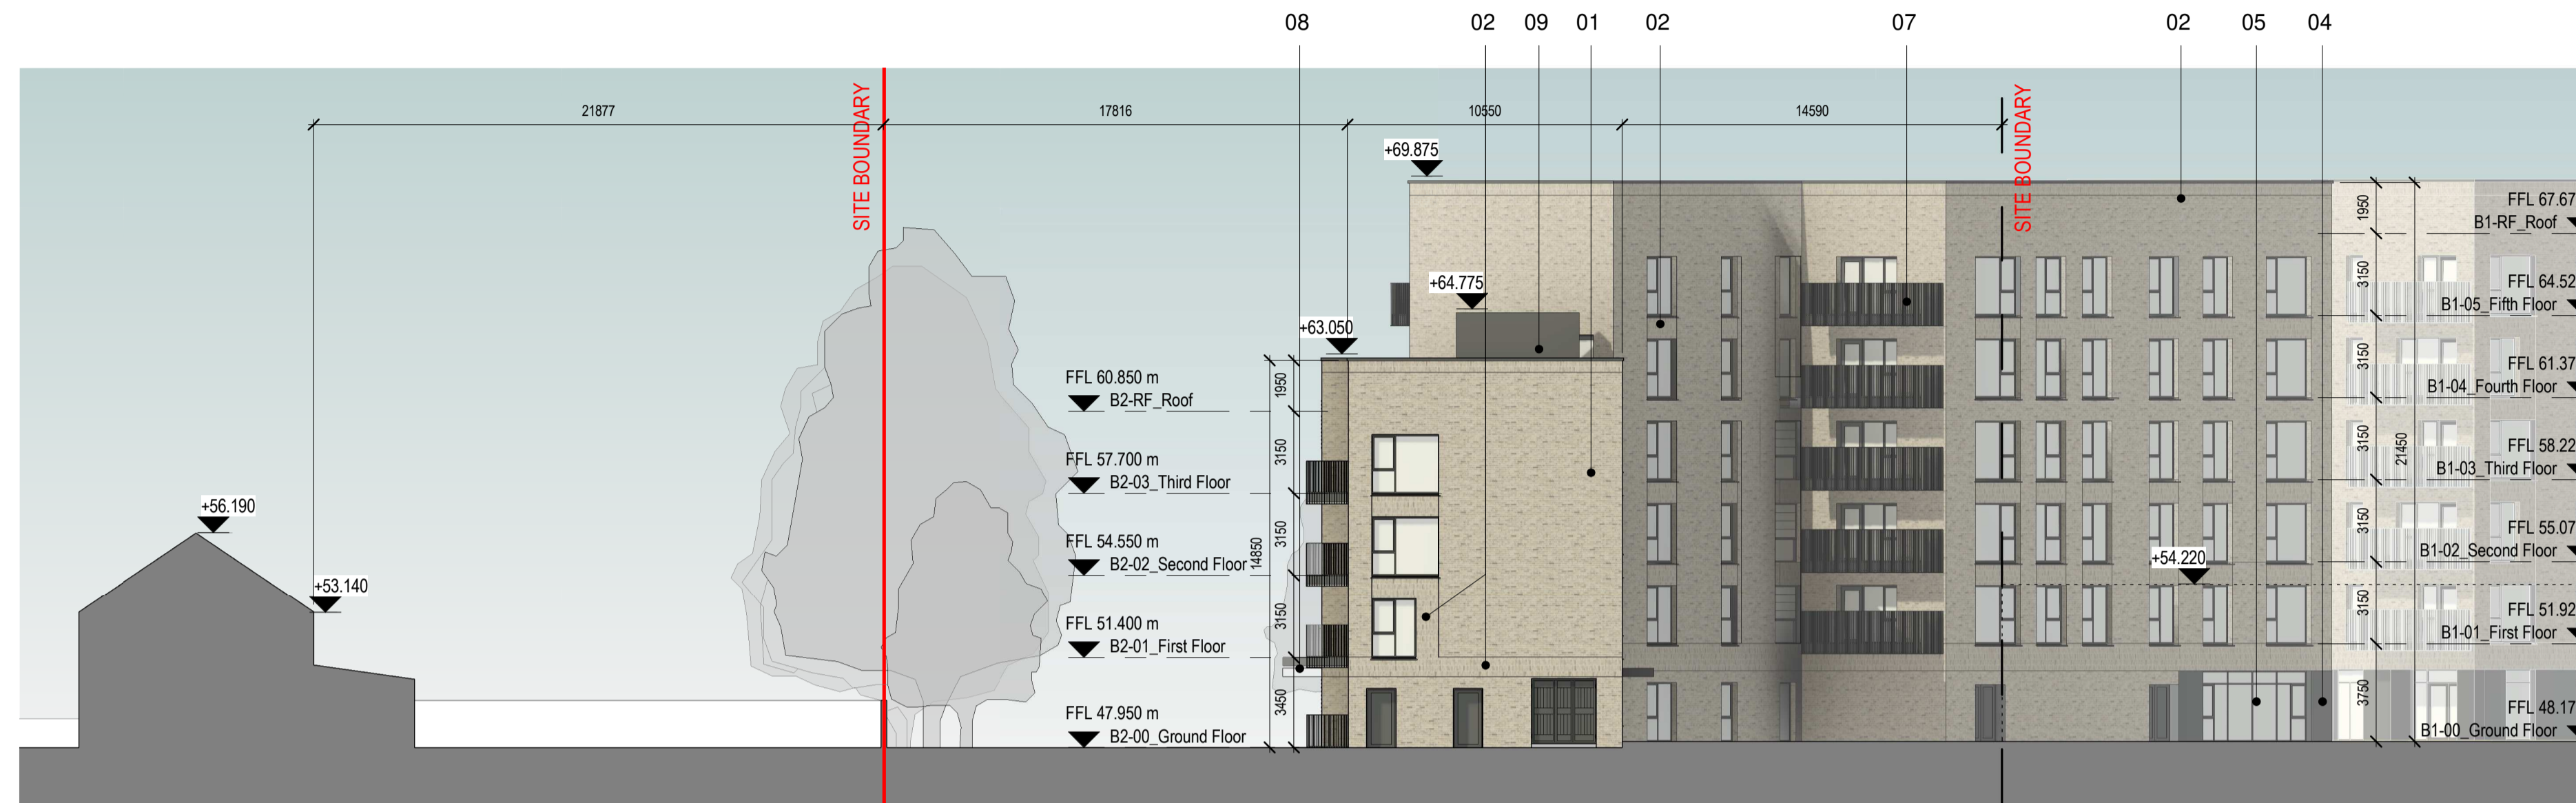 08
02
09
01
02
07
02
05
04
21877
17816
10550
14590
SITE BOUNDARY
SITE BOUNDARY
+69.875
+64.775
+63.050
+56.190
+53.140
+54.220
FFL 60.850 m
B2-RF_Roof
FFL 57.700 m
B2-03_Third Floor
FFL 54.550 m
B2-02_Second Floor
FFL 51.400 m
B2-01_First Floor
FFL 47.950 m
B2-00_Ground Floor
1950
3150
3150
3150
3450
14850
1950
3150
3150
3150
3150
3150
3750
21450
FFL 67.67
B1-RF_Roof
FFL 64.52
B1-05_Fifth Floor
FFL 61.37
B1-04_Fourth Floor
FFL 58.22
B1-03_Third Floor
FFL 55.07
B1-02_Second Floor
FFL 51.92
B1-01_First Floor
FFL 48.17
B1-00_Ground Floor